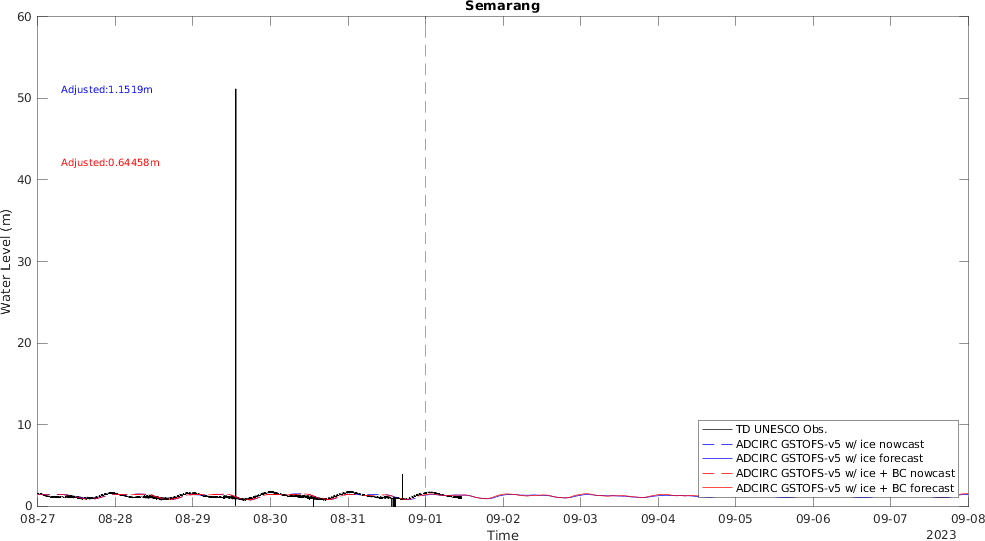 Semarang
60
50
40
30
20
10
0
Water Level (m)
Adjusted:1.1519m
Adjusted:0.64458m
TD UNESCO Obs.
ADCIRC GSTOFS-v5 w/ ice nowcast
ADCIRC GSTOFS-v5 w/ ice forecast
ADCIRC GSTOFS-v5 w/ ice + BC nowcast
ADCIRC GSTOFS-v5 w/ ice + BC forecast
08-27 08-28 08-29 08-30 08-31 09-01 09-02 09-03 09-04 09-05 09-06 09-07 09-08
Time
2023